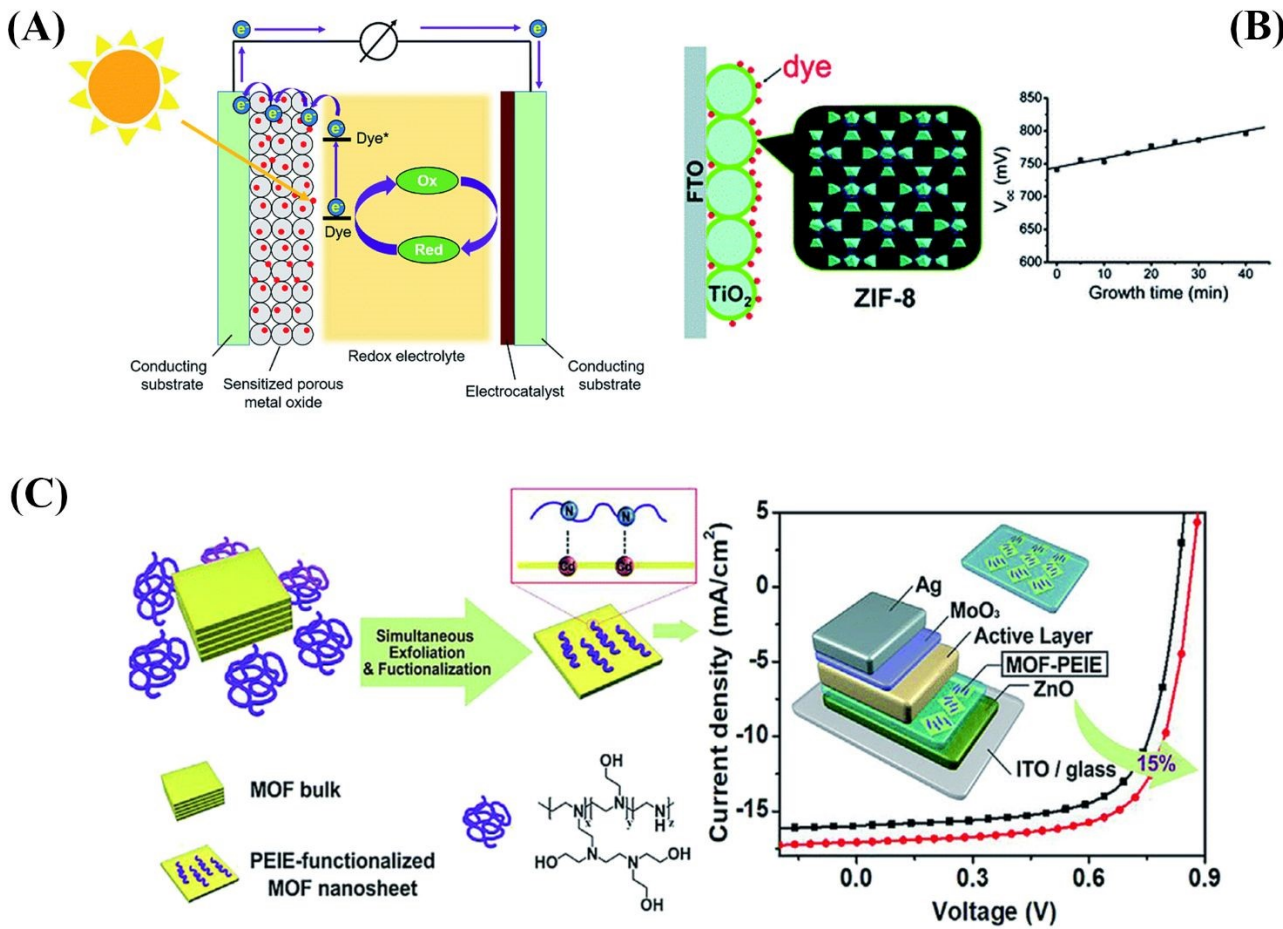 (A)
e⁻
e⁻
e⁻
e⁻
e⁻
e⁻
Dye*
e⁻
Dye
Ox
Red
Conducting
substrate
Sensitized porous
metal oxide
Redox electrolyte
Electrocatalyst
Conducting
substrate
(B)
dye
FTO
TiO₂
ZIF-8
Voc (mV)
850
800
750
700
650
600
0
10
20
30
40
Growth time (min)
(C)
N
N
Cd
Cd
Simultaneous
Exfoliation
& Fuctionalization
MOF bulk
PEIE-functionalized
MOF nanosheet
OH
N
x
N
y
N
H
z
N
N
OH
OH
OH
Current density (mA/cm²)
5
0
-5
-10
-15
Ag
MoO₃
Active Layer
MOF-PEIE
ZnO
ITO / glass
15%
0.0
0.3
0.6
0.9
Voltage (V)